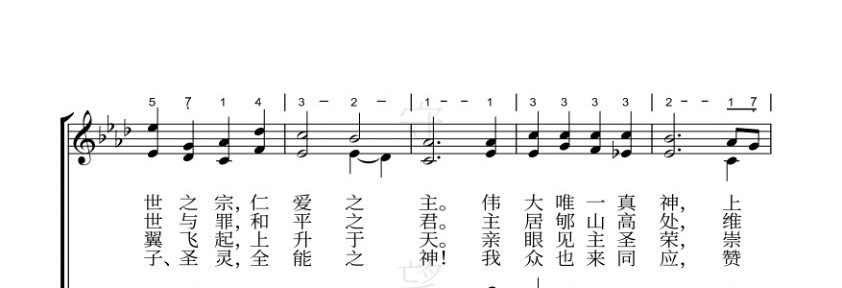 5 7 1 4 | 3 - 2 - | 1 - - 1 | 3 3 3 3 | 2 - - 1 7 |
世 之 宗，仁 爱 之 主。 伟 大 唯 一 真 神， 上
世 与 罪，和 平 之 君。 主 居 郇 山 高 处， 维
翼 飞 起，上 升 于 天。 亲 眼 见 主 圣 荣， 崇
子、圣 灵，全 能 之 神！ 我 众 也 来 同 应， 赞